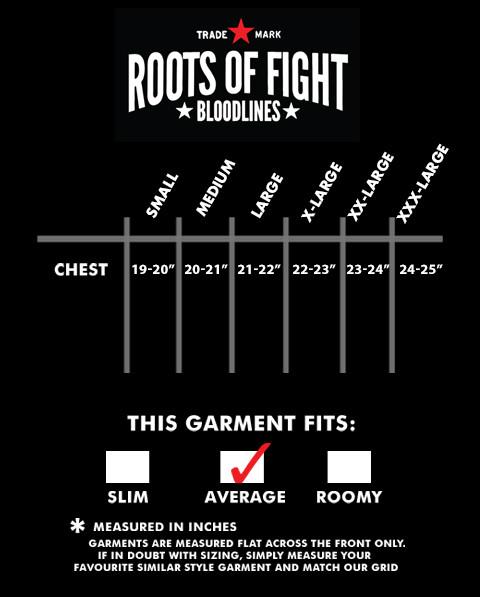 TRADE MARK
ROOTS OF FIGHT
BLOODLINES
SMALL MEDIUM LARGE X-LARGE XX-LARGE XXX-LARGE
CHEST 19-20" 20-21" 21-22" 22-23" 23-24" 24-25"
THIS GARMENT FITS:
SLIM AVERAGE ROOMY
* MEASURED IN INCHES
GARMENTS ARE MEASURED FLAT ACROSS THE FRONT ONLY.
IF IN DOUBT WITH SIZING, SIMPLY MEASURE YOUR
FAVOURITE SIMILAR STYLE GARMENT AND MATCH OUR GRID